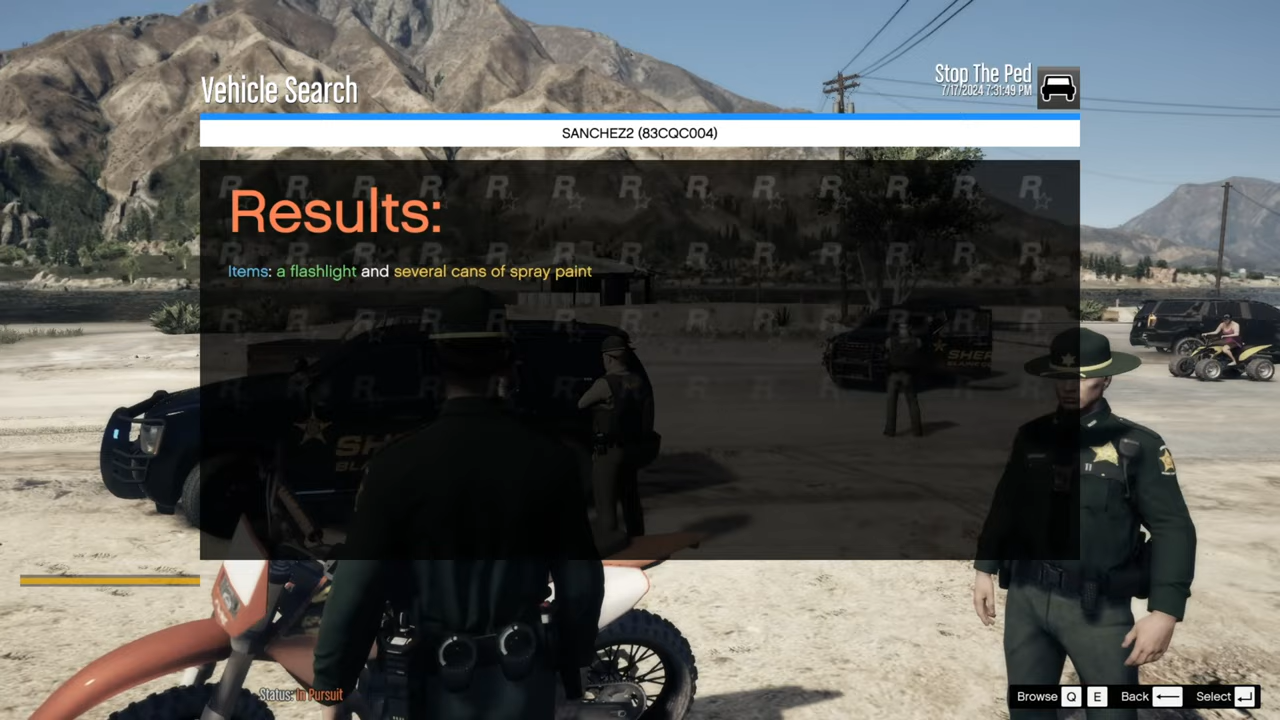 Vehicle Search
Stop The Ped
7/17/2024 7:31:49 PM
SANCHEZ2 (83CQC004)
Results:
Items: a flashlight and several cans of spray paint
SHERIFF
Status: In Pursuit
Browse Q E Back Select